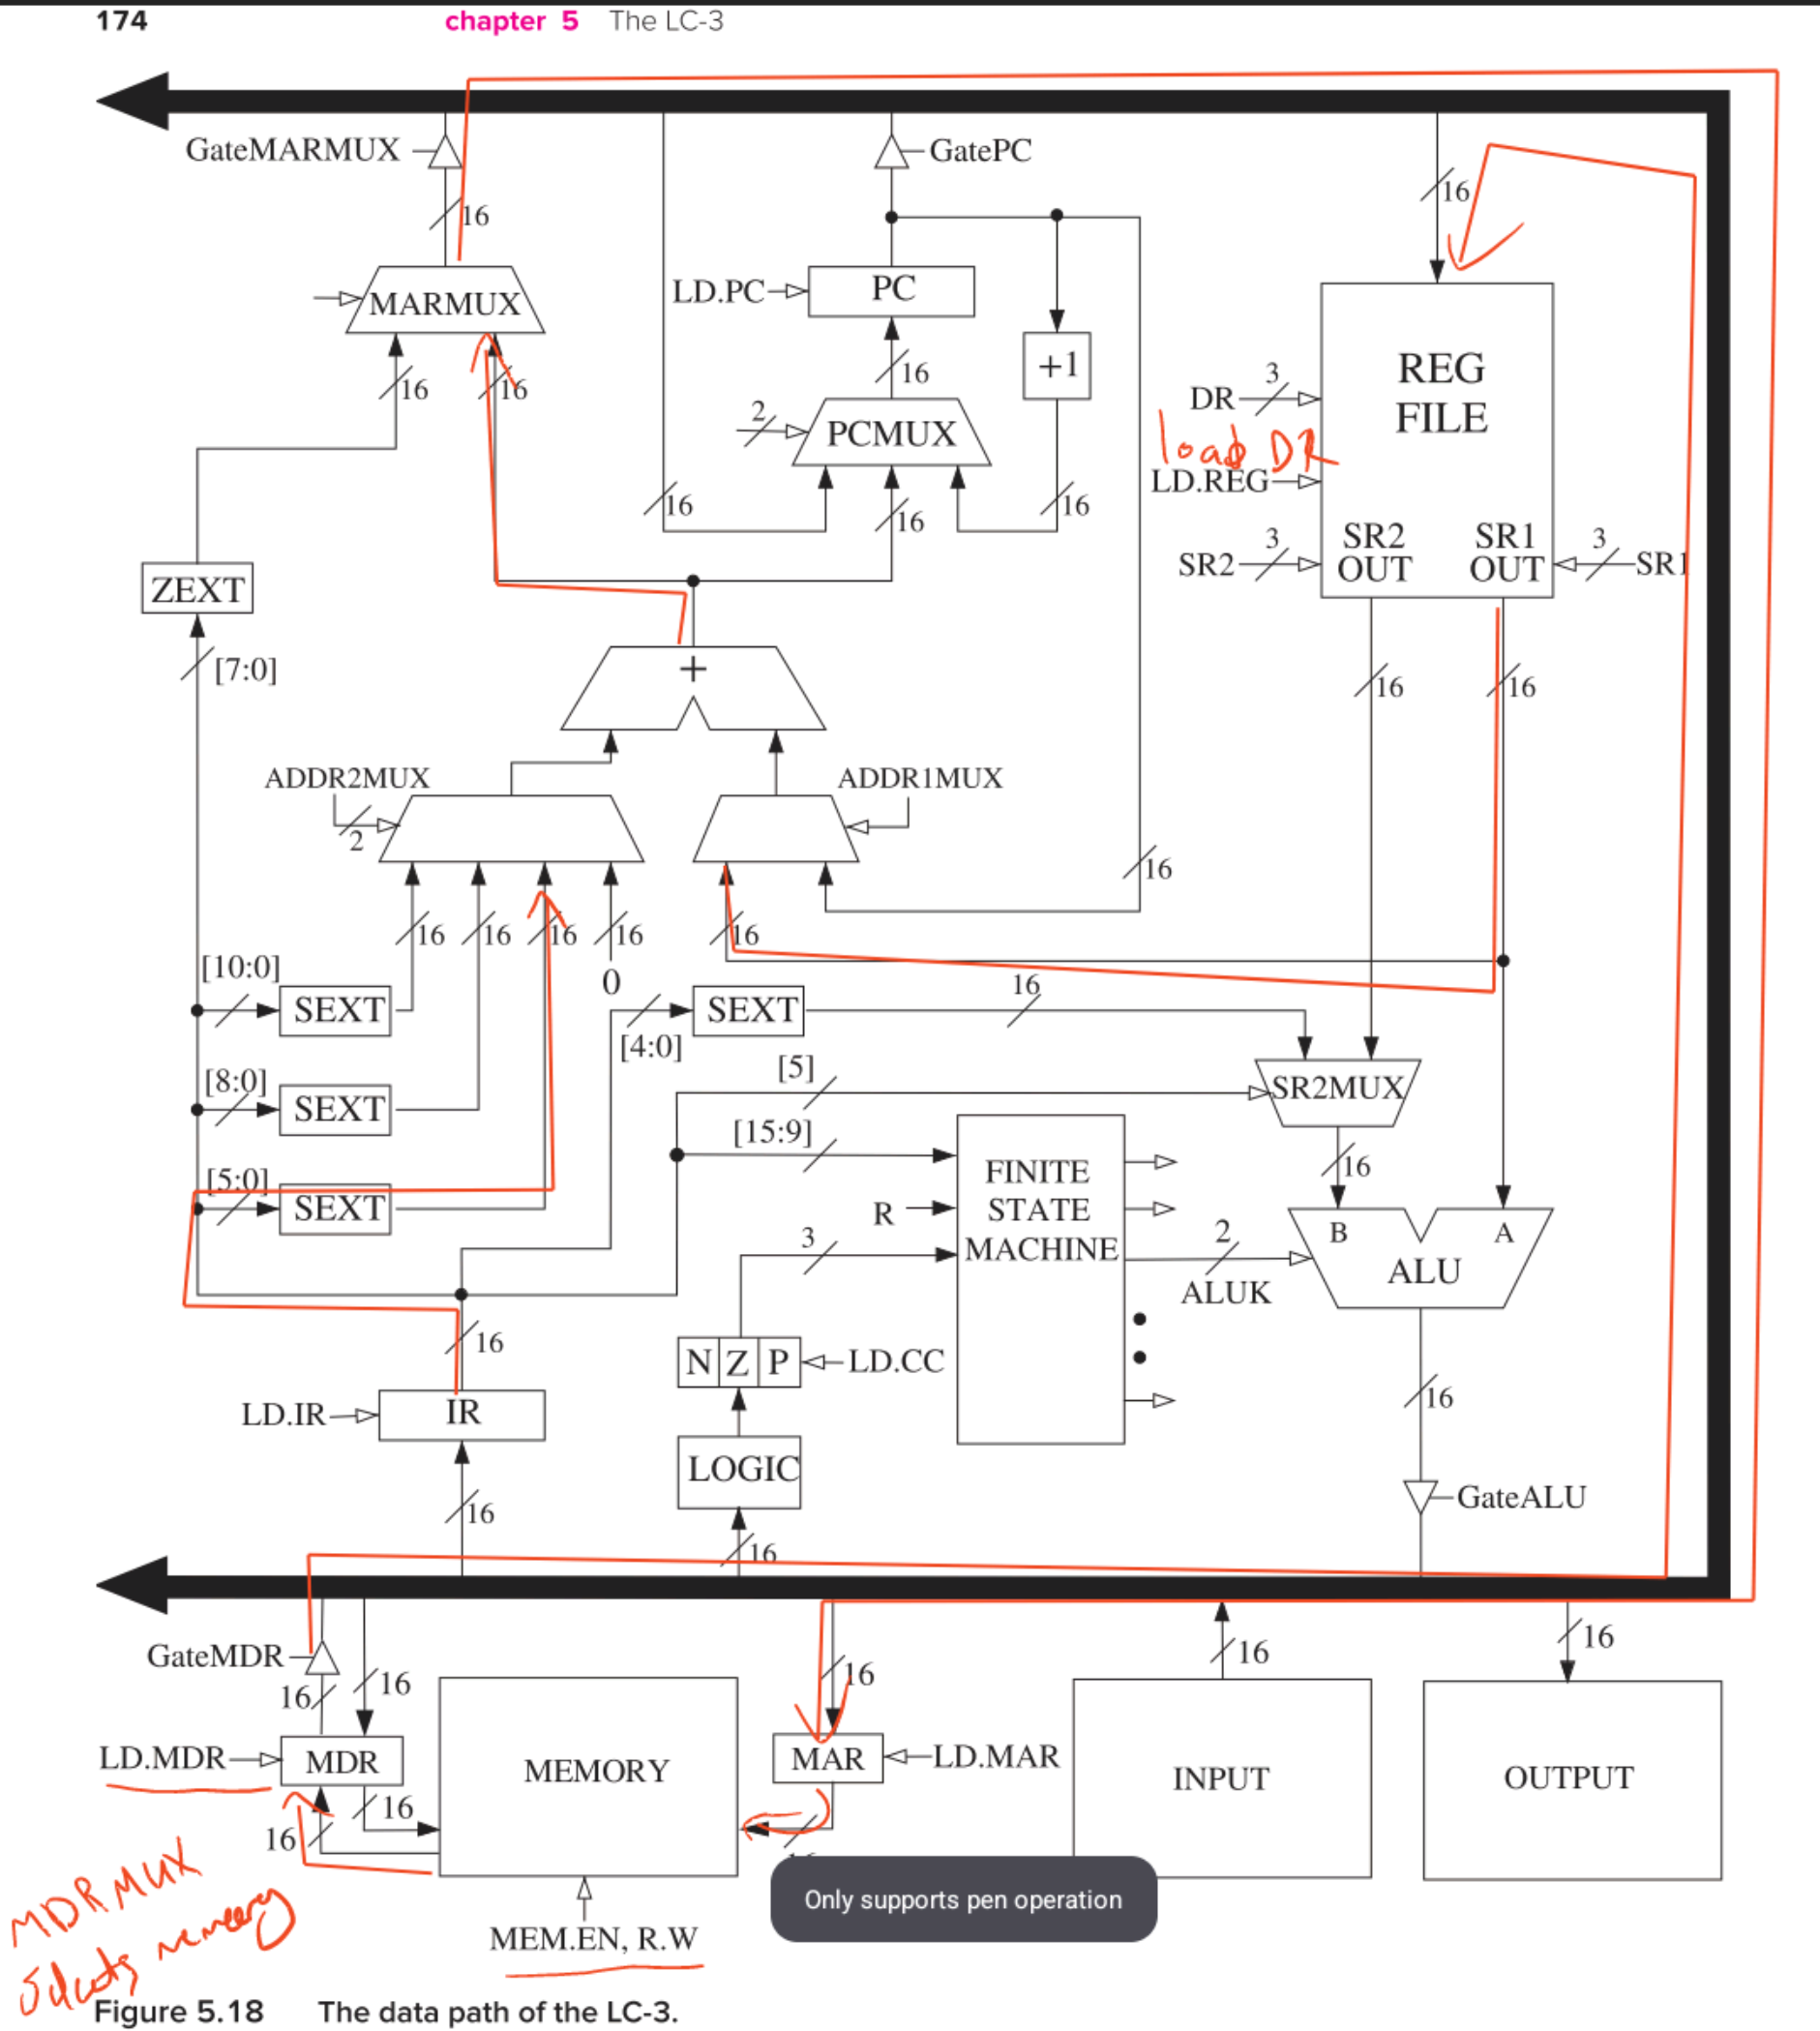 174 chapter 5 The LC-3
GateMARMUX
GatePC
16
16
MARMUX
LD.PC
PC
16
16
16
+1
REG
FILE
DR
3
2
PCMUX
load DR
LD.REG
16
16
16
ZEXT
SR2
3
SR2
OUT
SR1
OUT
3
SR1
[7:0]
+
16
16
ADDR2MUX
ADDR1MUX
2
16
16
16
16
16
16
0
[10:0]
SEXT
[4:0]
SEXT
16
[8:0]
SEXT
[5]
SR2MUX
[15:9]
16
[5:0]
SEXT
FINITE
STATE
MACHINE
R
3
2
ALUK
B
A
ALU
16
N Z P
LD.CC
LD.IR
IR
16
LOGIC
GateALU
16
16
GateMDR
16
16
16
16
16
LD.MDR
MDR
MEMORY
MAR
LD.MAR
INPUT
OUTPUT
16
16
Only supports pen operation
MDRMUX
selects memory
MEM.EN, R.W
Figure 5.18 The data path of the LC-3.